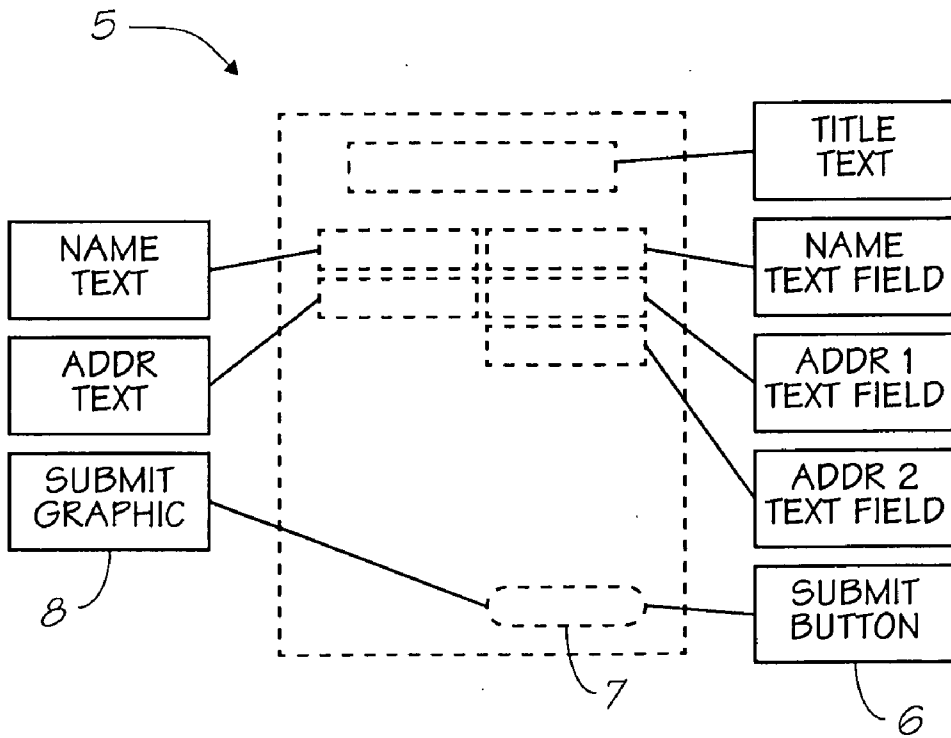 5
TITLE
TEXT
NAME
TEXT
NAME
TEXT FIELD
ADDR
TEXT
ADDR 1
TEXT FIELD
SUBMIT
GRAPHIC
ADDR 2
TEXT FIELD
8
SUBMIT
BUTTON
7
6